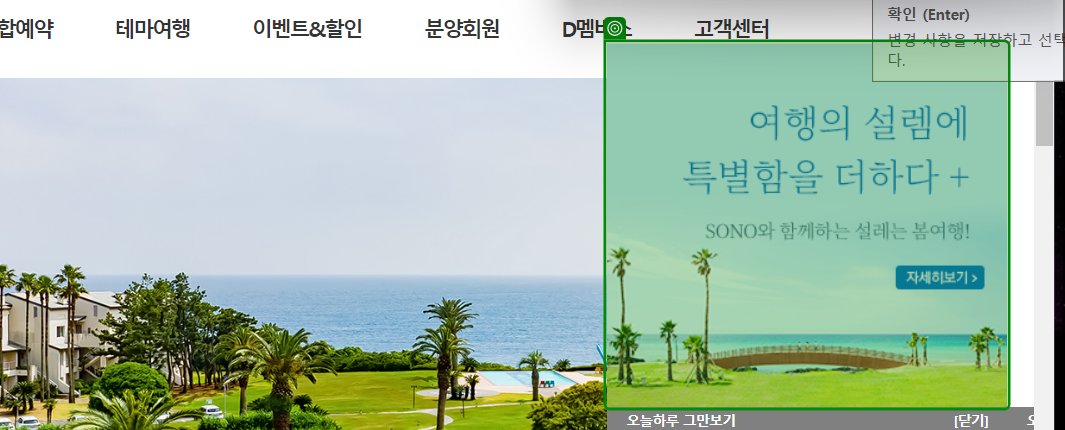 합예약 테마여행 이벤트&할인 분양회원 D멤버스 고객센터
확인 (Enter)
변경 사항을 저장하고 선택
다.
여행의 설렘에
특별함을 더하다 +
SONO와 함께하는 설레는 봄여행!
자세히보기 >
오늘하루 그만보기 [닫기]